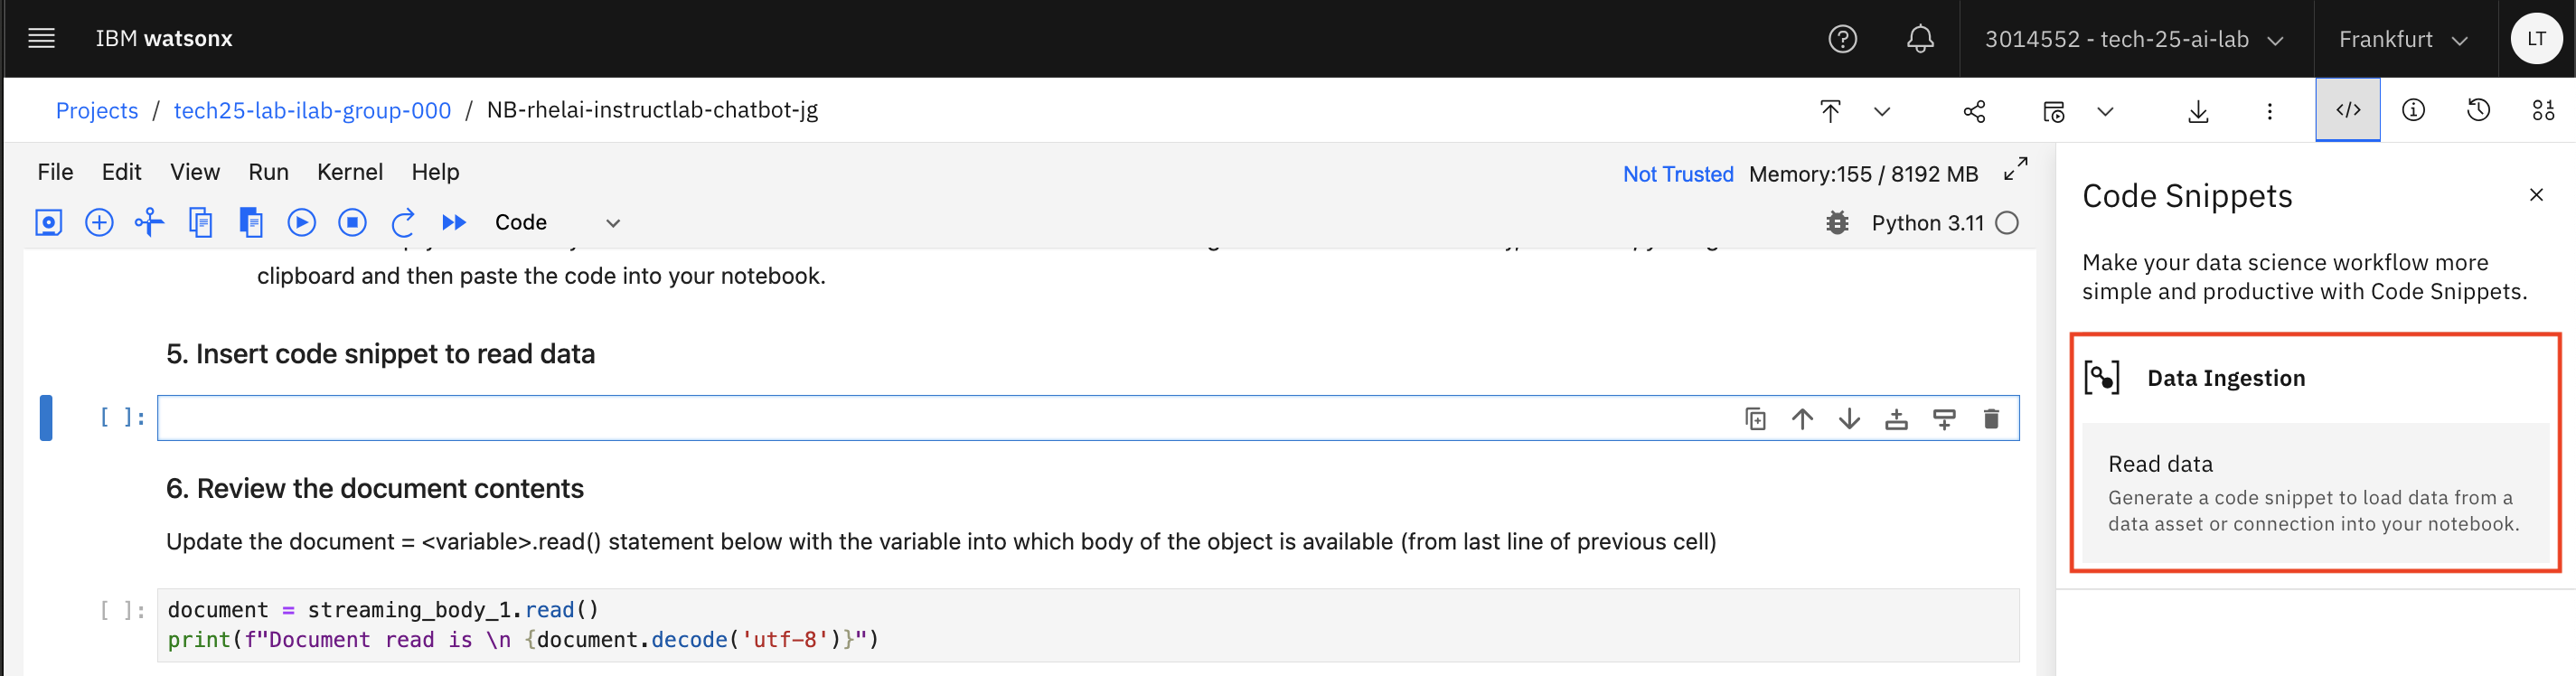 IBM watsonx
3014552 - tech-25-ai-lab
Frankfurt
LT
Projects / tech25-lab-ilab-group-000 / NB-rhelai-instructlab-chatbot-jg
File Edit View Run Kernel Help
Not Trusted Memory:155 / 8192 MB
Code
Python 3.11
clipboard and then paste the code into your notebook.
5. Insert code snippet to read data
[ ]:
6. Review the document contents
Update the document = <variable>.read() statement below with the variable into which body of the object is available (from last line of previous cell)
[ ]: document = streaming_body_1.read()
print(f"Document read is \n {document.decode('utf-8')}")
Code Snippets
Make your data science workflow more
simple and productive with Code Snippets.
Data Ingestion
Read data
Generate a code snippet to load data from a
data asset or connection into your notebook.